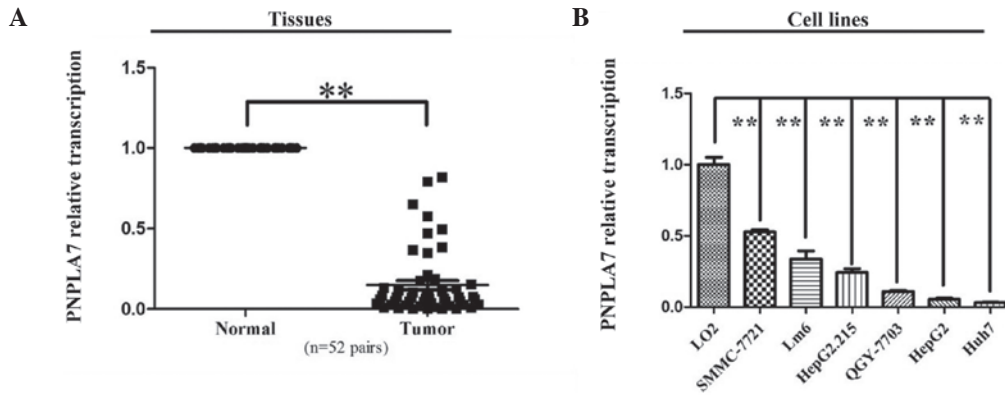 A
Tissues
PNPLA7 relative transcription
1.5
1.0
0.5
0.0
**
Normal
Tumor
(n=52 pairs)
B
Cell lines
PNPLA7 relative transcription
1.5
1.0
0.5
0.0
** ** ** ** ** **
LO2
SMMC-7721
Lm6
HepG2.215
QGY-7703
HepG2
Huh7